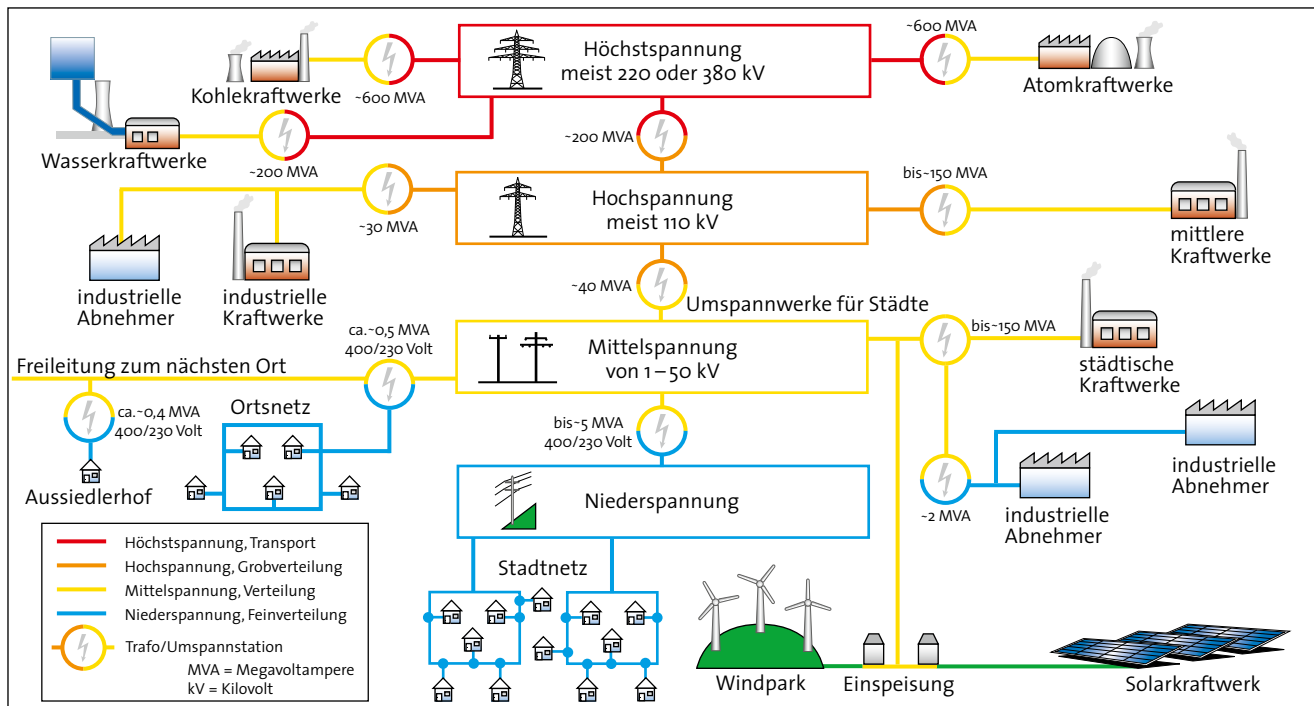 Höchstspannung
meist 220 oder 380 kV
~600 MVA
Kohlekraftwerke
~600 MVA
Atomkraftwerke
Wasserkraftwerke
~200 MVA
~200 MVA
Hochspannung
meist 110 kV
~30 MVA
bis~150 MVA
industrielle
Abnehmer
industrielle
Kraftwerke
mittlere
Kraftwerke
~40 MVA
Umspannwerke für Städte
ca.~0,5 MVA
400/230 Volt
Mittelspannung
von 1–50 kV
bis~150 MVA
städtische
Kraftwerke
Freileitung zum nächsten Ort
ca.~0,4 MVA
400/230 Volt
Ortsnetz
Aussiedlerhof
bis~5 MVA
400/230 Volt
Niederspannung
~2 MVA
industrielle
Abnehmer
industrielle
Abnehmer
Höchstspannung, Transport
Hochspannung, Grobverteilung
Mittelspannung, Verteilung
Niederspannung, Feinverteilung
Trafo/Umspannstation
MVA = Megavoltampere
kV = Kilovolt
Stadtnetz
Windpark
Einspeisung
Solarkraftwerk